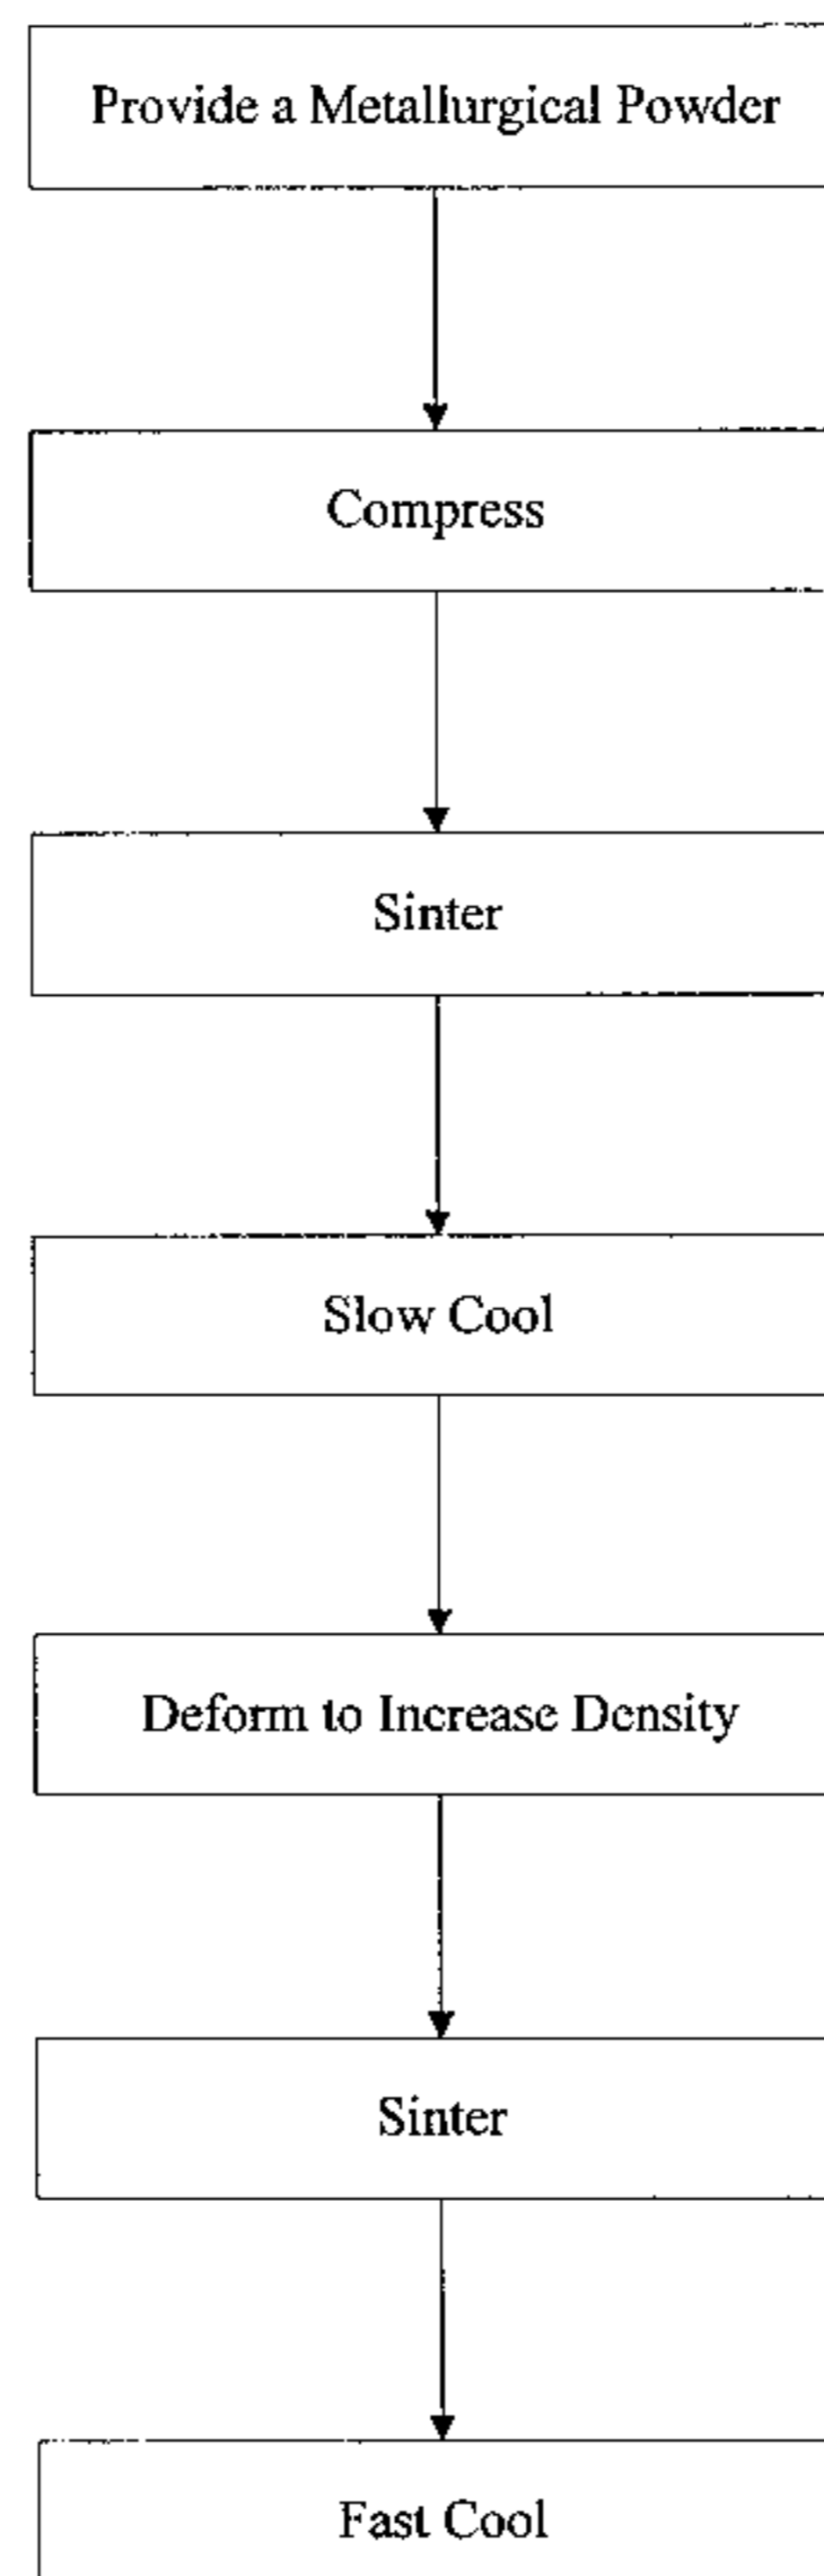 Provide a Metallurgical Powder
Compress
Sinter
Slow Cool
Deform to Increase Density
Sinter
Fast Cool